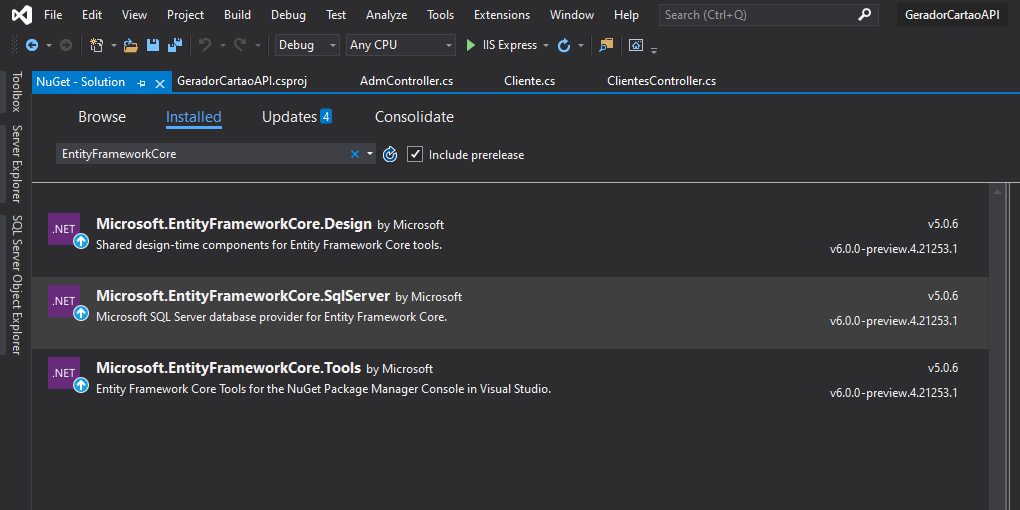 File Edit View Project Build Debug Test Analyze Tools Extensions Window Help Search (Ctrl+Q) GeradorCartaoAPI
Debug Any CPU IIS Express
NuGet - Solution GeradorCartaoAPI.csproj AdmController.cs Cliente.cs ClientesController.cs
Toolbox
Server Explorer
SQL Server Object Explorer
Browse Installed Updates 4 Consolidate
EntityFrameworkCore Include prerelease
.NET Microsoft.EntityFrameworkCore.Design by Microsoft v5.0.6
Shared design-time components for Entity Framework Core tools. v6.0.0-preview.4.21253.1
.NET Microsoft.EntityFrameworkCore.SqlServer by Microsoft v5.0.6
Microsoft SQL Server database provider for Entity Framework Core. v6.0.0-preview.4.21253.1
.NET Microsoft.EntityFrameworkCore.Tools by Microsoft v5.0.6
Entity Framework Core Tools for the NuGet Package Manager Console in Visual Studio. v6.0.0-preview.4.21253.1